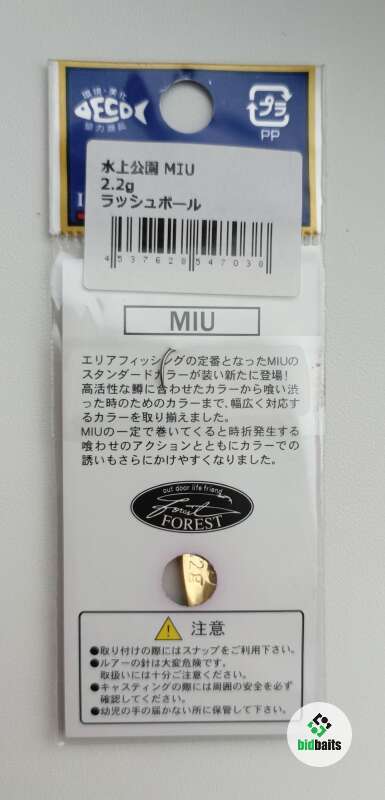 環境・美化
ECO
協力商品
プラ
PP
水上公園 MIU
2.2g
ラッシュボール
4537628547038
MIU
エリアフィッシングの定番となったMIUの
スタンダードカラーが装い新たに登場!
高活性な鱒に合わせたカラーから喰い渋
った時のためのカラーまで、幅広く対応す
るカラーを取り揃えました。
MIUの一定で巻いてくると時折発生する
喰わせのアクションとともにカラーでの
誘いもさらにかけやすくなりました。
out door life friend
Forest
FOREST
2.2g
注意
●取り付けの際にはスナップをご利用下さい。
●ルアーの針は大変危険です。
取扱いには十分ご注意ください。
●キャスティングの際には周囲の安全を必ず
確認してください。
●幼児の手の届かない所に保管して下さい。
bidbaits